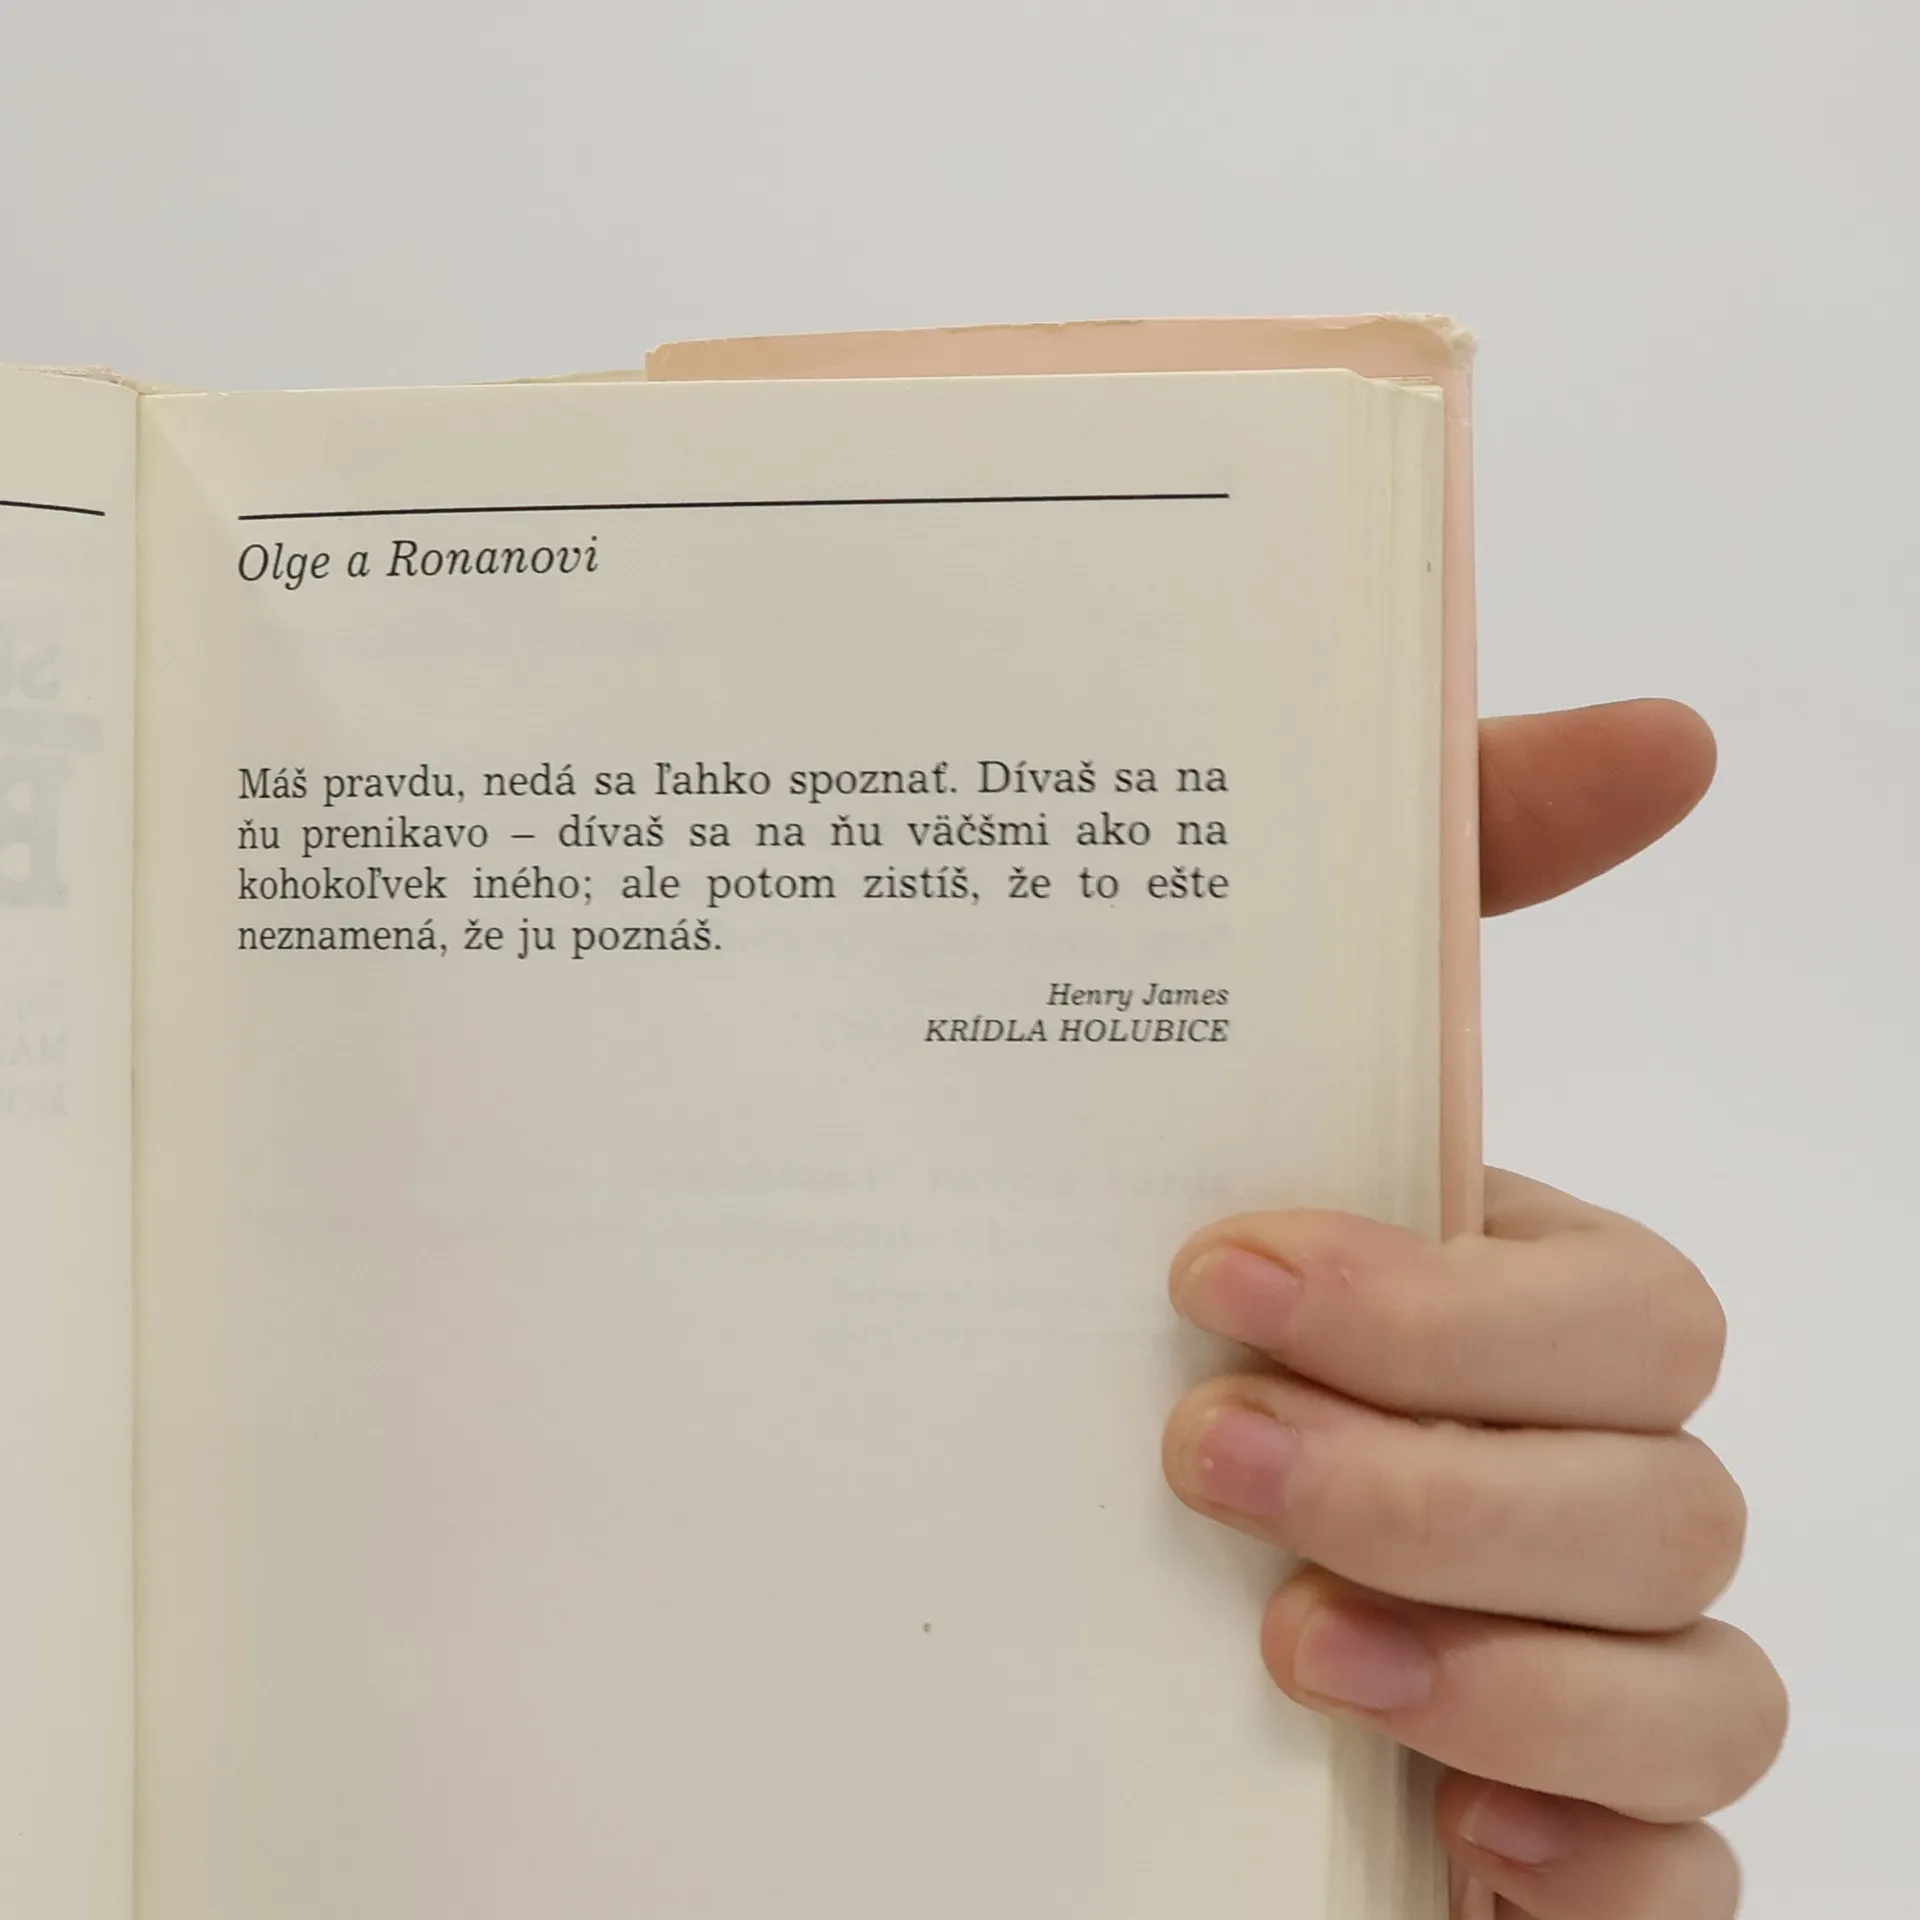 Olge a Ronanovi
Máš pravdu, nedá sa ľahko spoznať. Dívaš sa na
ňu prenikavo – dívaš sa na ňu väčšmi ako na
kohokoľvek iného; ale potom zistíš, že to ešte
neznamená, že ju poznáš.
Henry James
KRÍDLA HOLUBICE